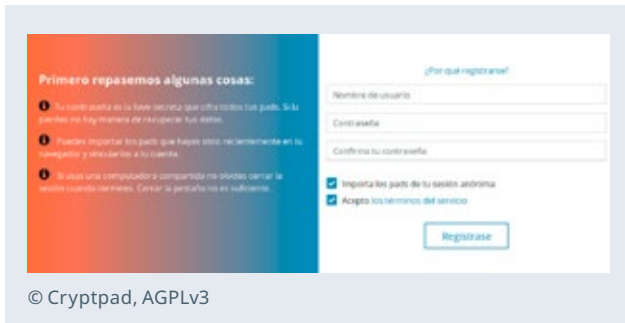 Primero repasemos algunas cosas:
Tu contraseña es la llave secreta que cifra todos tus pads. Si la
pierdes no hay manera de recuperar tus datos.
Puedes importar los pads que hayas visto recientemente en tu
navegador y vincularlos a tu cuenta.
Si usas una computadora compartida no olvides cerrar la
sesión cuando termines. Cerrar la pestaña no es suficiente.
¿Por qué registrarse?
Nombre de usuario
Contraseña
Confirma tu contraseña
Importa los pads de tu sesión anónima
Acepto los términos del servicio
Registrase
© Cryptpad, AGPLv3